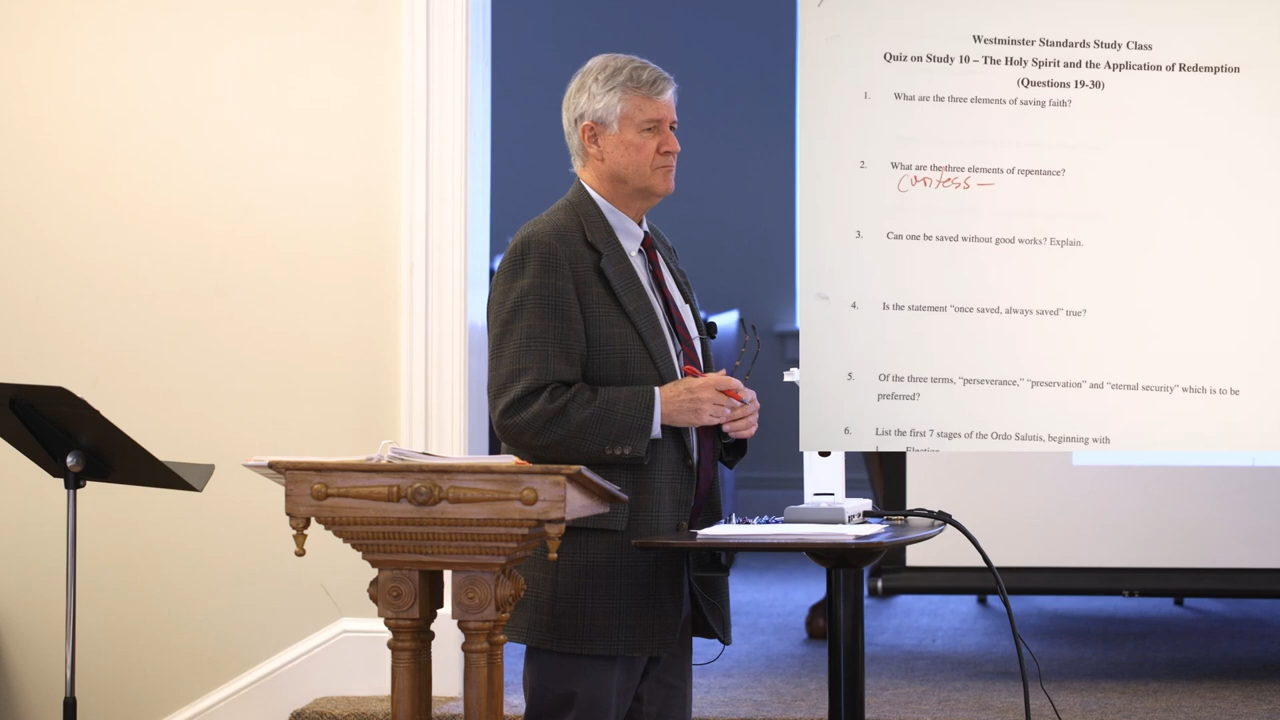 Westminster Standards Study Class
Quiz on Study 10 – The Holy Spirit and the Application of Redemption
(Questions 19-30)
1. What are the three elements of saving faith?
2. What are the three elements of repentance?
confess –
3. Can one be saved without good works? Explain.
4. Is the statement “once saved, always saved” true?
5. Of the three terms, “perseverance,” “preservation” and “eternal security” which is to be
preferred?
6. List the first 7 stages of the Ordo Salutis, beginning with
1. Election